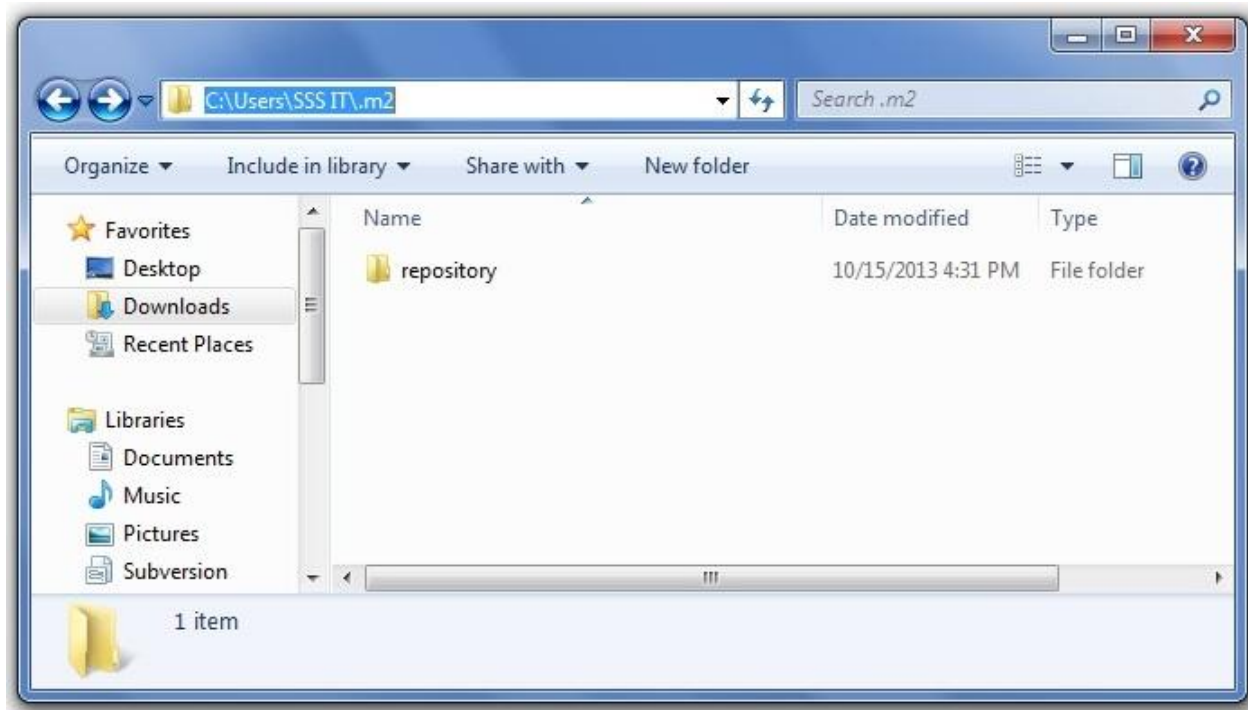 C:\Users\SSS IT\.m2 Search .m2
Organize Include in library Share with New folder
Favorites
Desktop
Downloads
Recent Places
Libraries
Documents
Music
Pictures
Subversion
Name Date modified Type
repository 10/15/2013 4:31 PM File folder
1 item